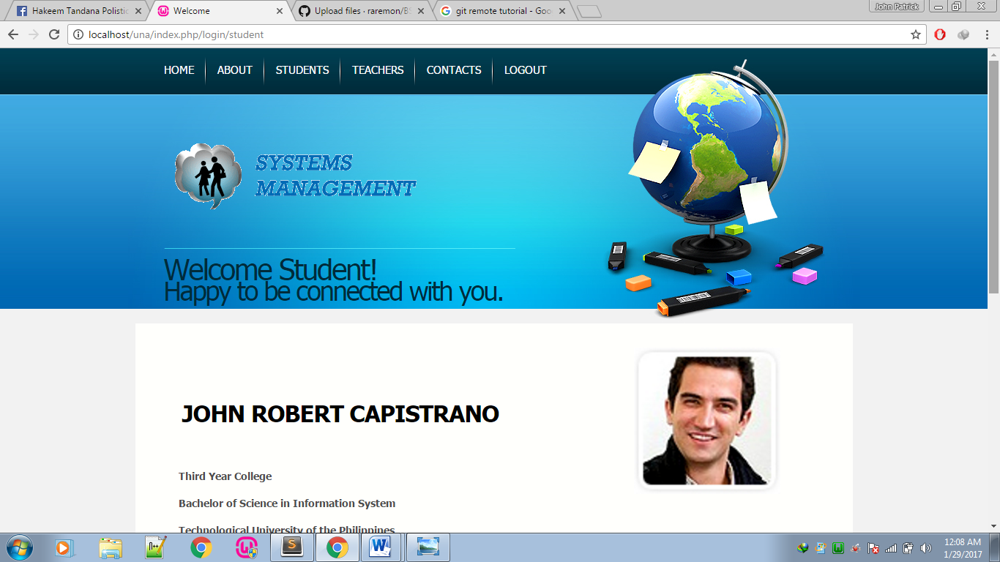 Hakeem Tandana Polistic
Welcome
Upload files · raremon/BS
git remote tutorial - Goo
John Patrick
localhost/una/index.php/login/student
HOME
ABOUT
STUDENTS
TEACHERS
CONTACTS
LOGOUT
SYSTEMS
MANAGEMENT
Welcome Student!
Happy to be connected with you.
JOHN ROBERT CAPISTRANO
Third Year College
Bachelor of Science in Information System
Technological University of the Philippines
12:08 AM
1/29/2017